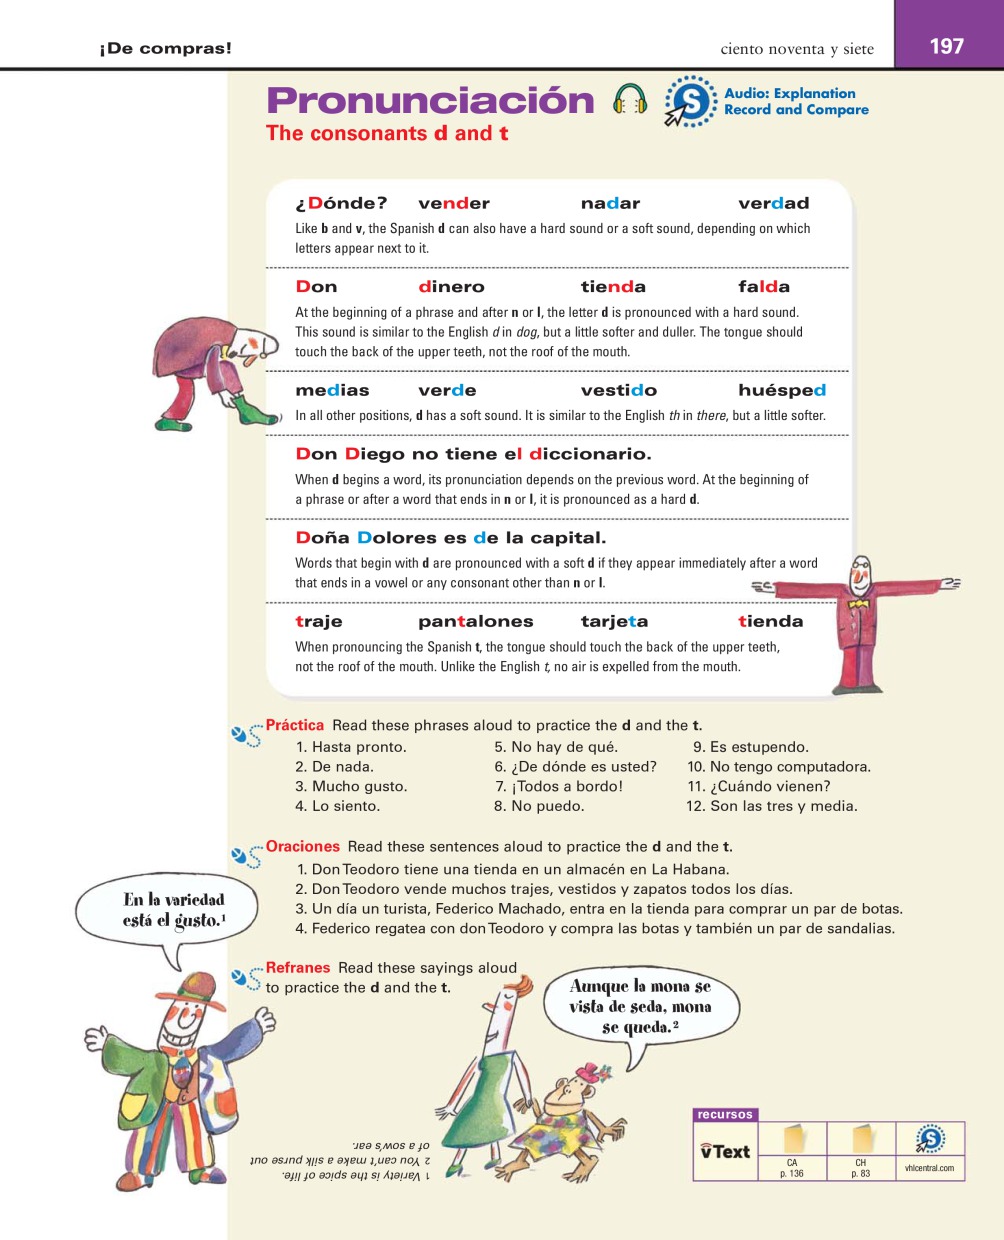 ¡De compras!
ciento noventa y siete
197
Pronunciación
Audio: Explanation
Record and Compare
The consonants d and t
¿Dónde? vender nadar verdad
Like b and v, the Spanish d can also have a hard sound or a soft sound, depending on which
letters appear next to it.
Don dinero tienda falda
At the beginning of a phrase and after n or l, the letter d is pronounced with a hard sound.
This sound is similar to the English d in dog, but a little softer and duller. The tongue should
touch the back of the upper teeth, not the roof of the mouth.
medias verde vestido huésped
In all other positions, d has a soft sound. It is similar to the English th in there, but a little softer.
Don Diego no tiene el diccionario.
When d begins a word, its pronunciation depends on the previous word. At the beginning of
a phrase or after a word that ends in n or l, it is pronounced as a hard d.
Doña Dolores es de la capital.
Words that begin with d are pronounced with a soft d if they appear immediately after a word
that ends in a vowel or any consonant other than n or l.
traje pantalones tarjeta tienda
When pronouncing the Spanish t, the tongue should touch the back of the upper teeth,
not the roof of the mouth. Unlike the English t, no air is expelled from the mouth.
Práctica Read these phrases aloud to practice the d and the t.
1. Hasta pronto. 5. No hay de qué. 9. Es estupendo.
2. De nada. 6. ¿De dónde es usted? 10. No tengo computadora.
3. Mucho gusto. 7. ¡Todos a bordo! 11. ¿Cuándo vienen?
4. Lo siento. 8. No puedo. 12. Son las tres y media.
Oraciones Read these sentences aloud to practice the d and the t.
1. Don Teodoro tiene una tienda en un almacén en La Habana.
2. Don Teodoro vende muchos trajes, vestidos y zapatos todos los días.
3. Un día un turista, Federico Machado, entra en la tienda para comprar un par de botas.
4. Federico regatea con don Teodoro y compra las botas y también un par de sandalias.
En la variedad
está el gusto.¹
Refranes Read these sayings aloud
to practice the d and the t.
Aunque la mona se
vista de seda, mona
se queda.²
1 Variety is the spice of life.
2 You can't make a silk purse out
of a sow's ear.
recursos
vText
CA
p. 136
CH
p. 83
S
vhlcentral.com